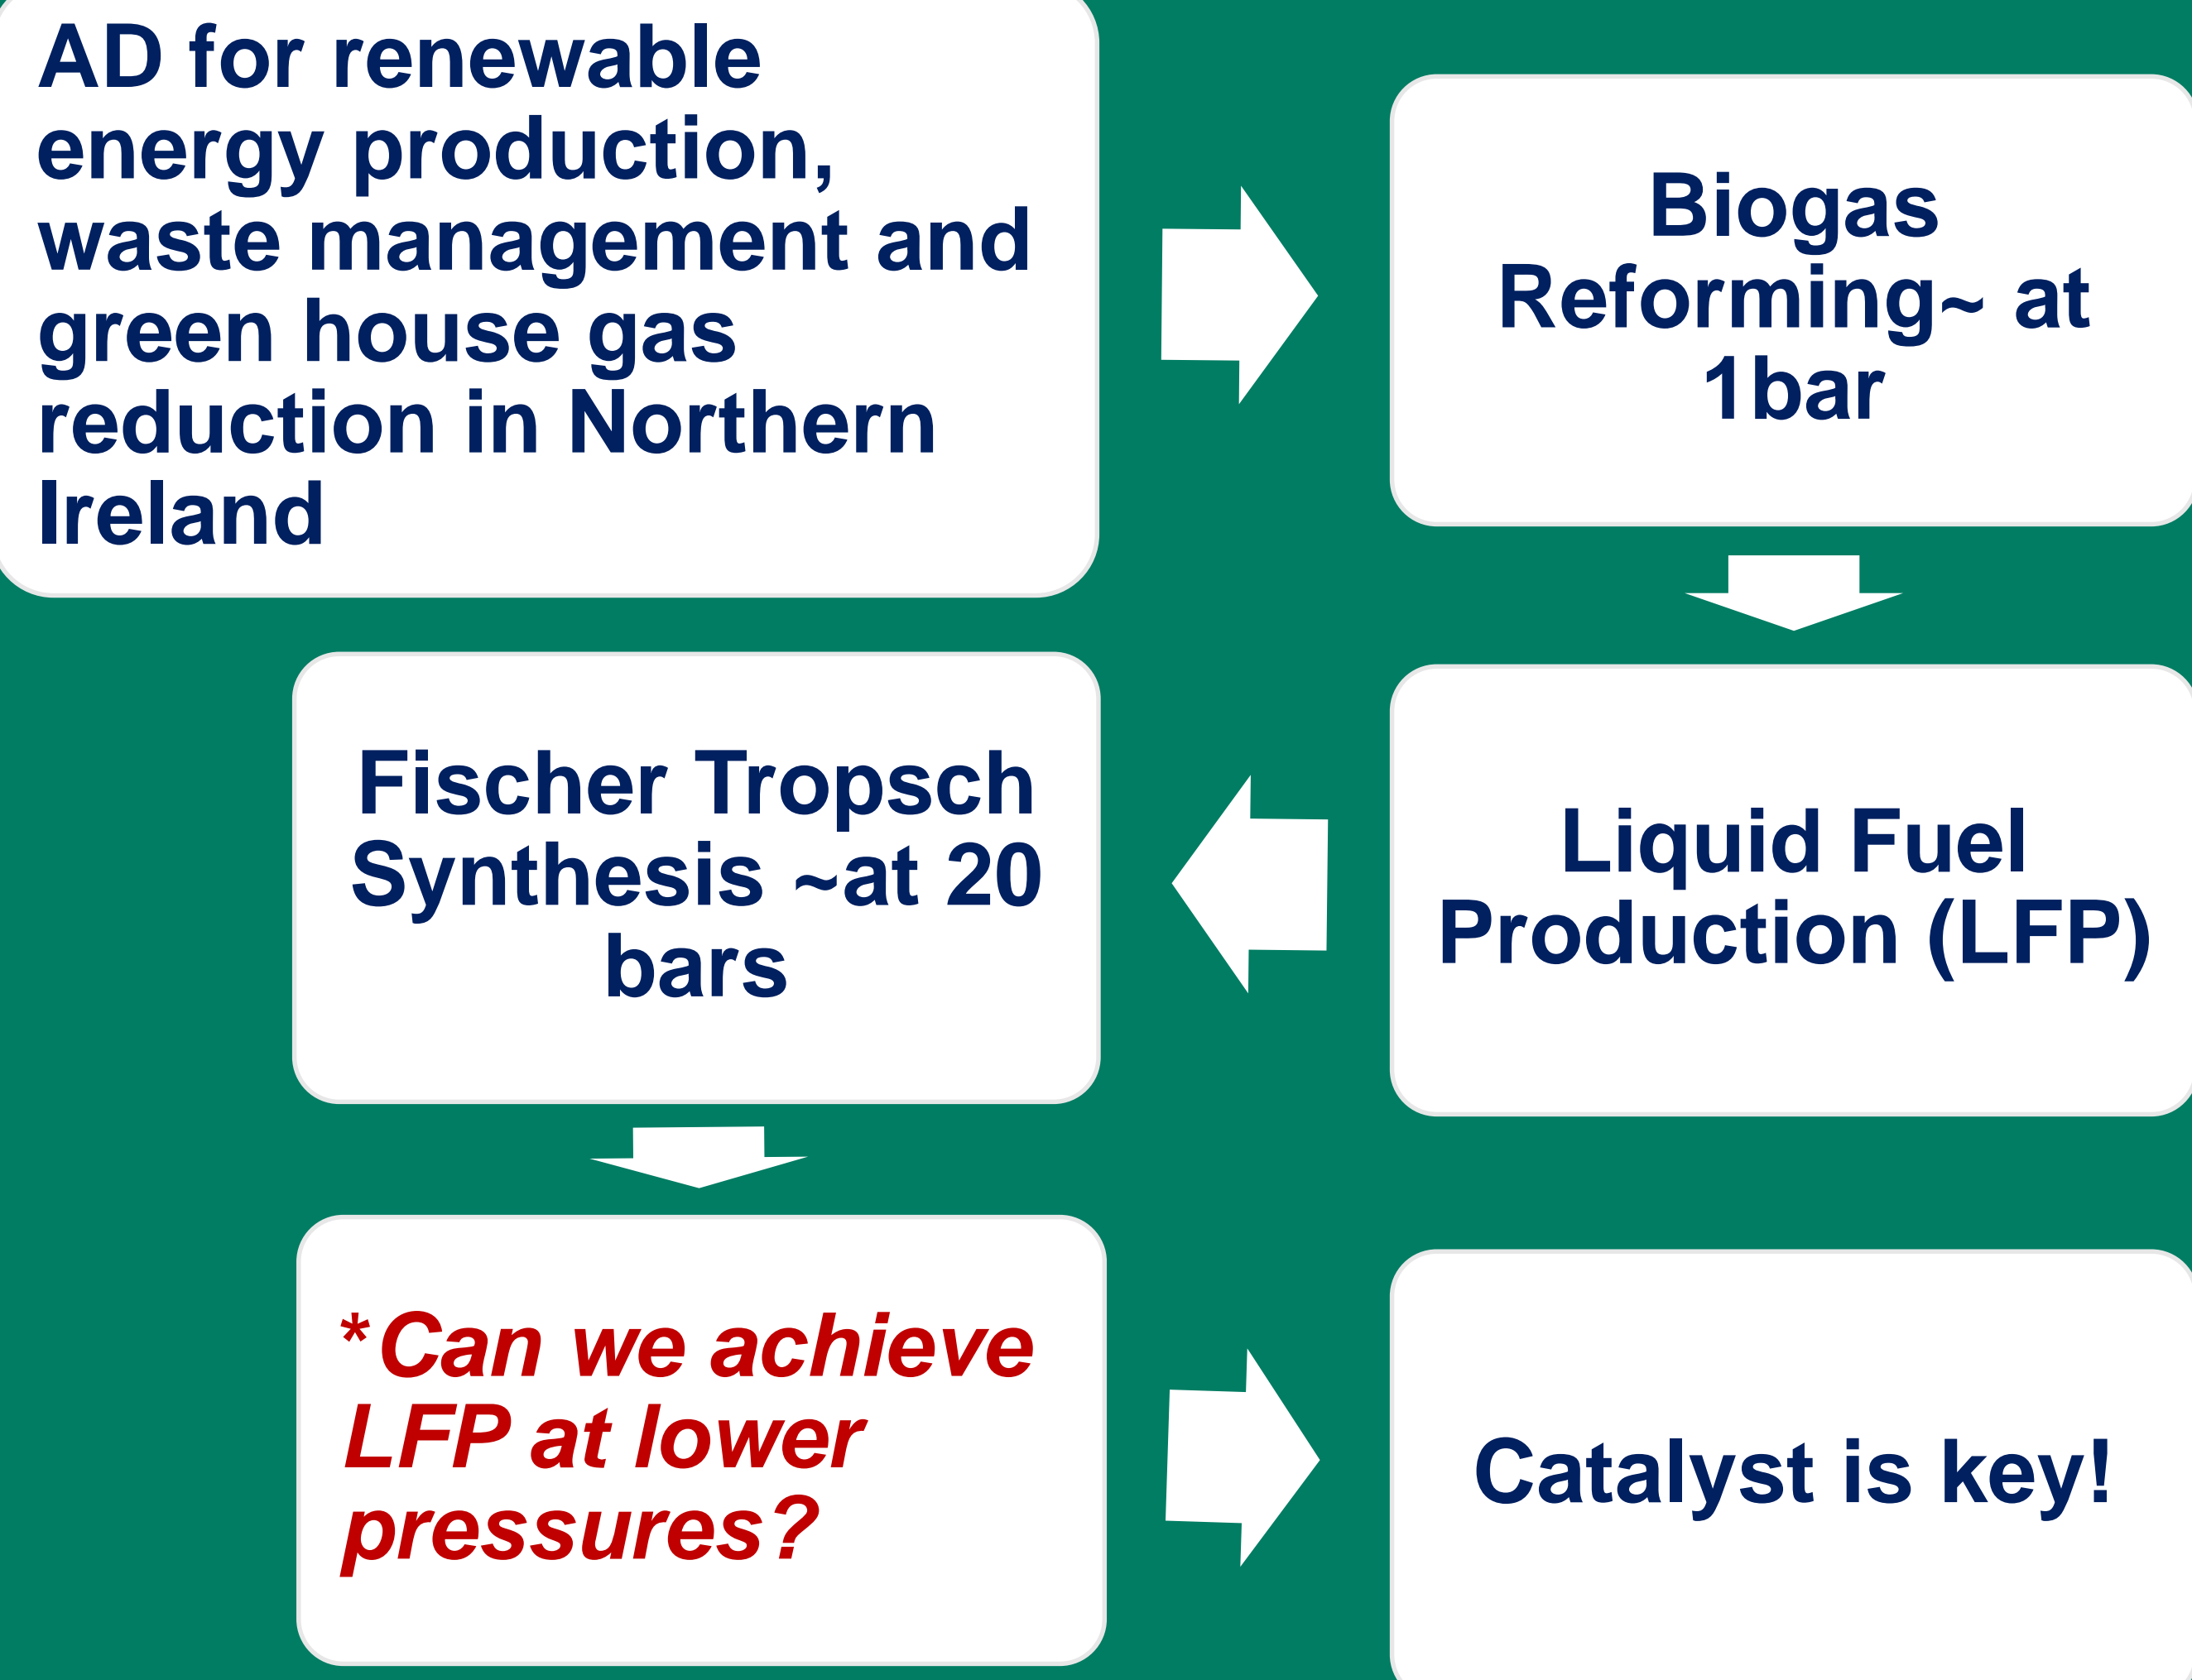 AD for renewable
energy production,
waste management and
green house gas
reduction in Northern
Ireland
Biogas
Reforming~ at
1bar
Liquid Fuel
Production (LFP)
Fischer Tropsch
Synthesis ~at 20
bars
*Can we achieve
LFP at lower
pressures?
Catalyst is key!